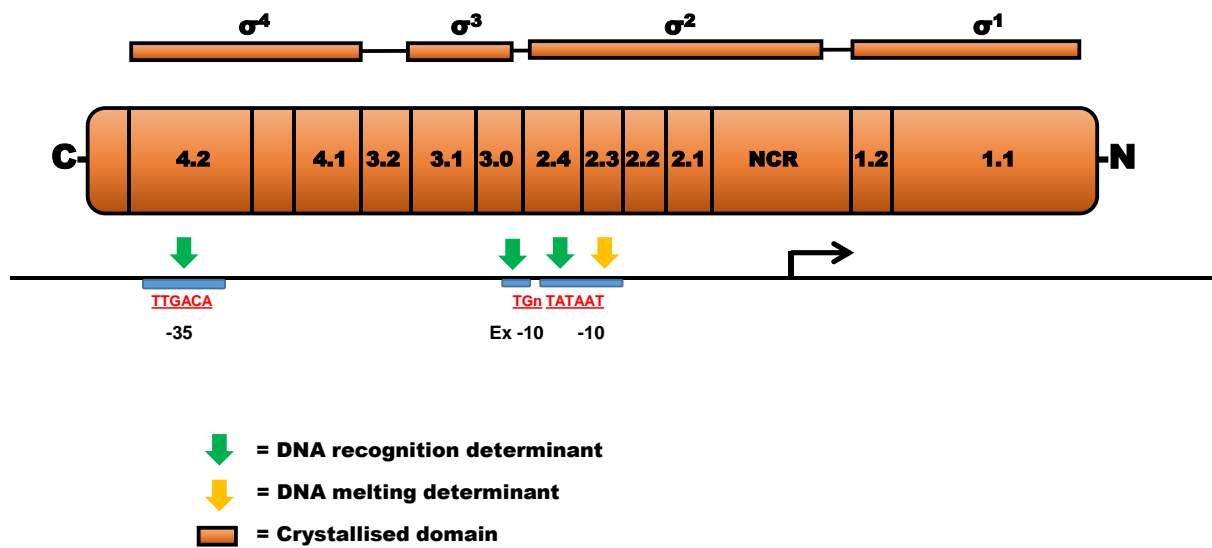 σ⁴ σ³ σ² σ¹
C- 4.2 4.1 3.2 3.1 3.0 2.4 2.3 2.2 2.1 NCR 1.2 1.1 -N
TTGACA TGn TATAAT
-35 Ex -10 -10
= DNA recognition determinant
= DNA melting determinant
= Crystallised domain